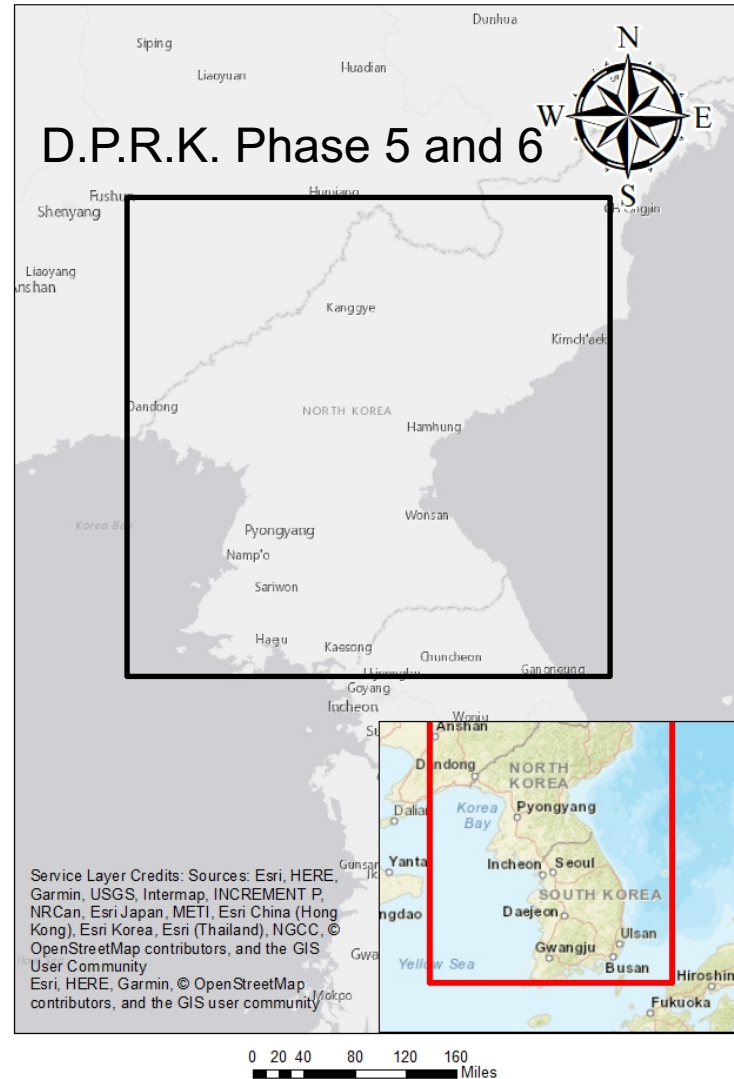 Dunhua
Siping
Huadian
Liaoyuan
N
W
E
S
D.P.R.K. Phase 5 and 6
Fushun
Shenyang
Liaoyang
Kanggye
Kimch'aek
Dandong
NORTH KOREA
Hamhung
Korea Bay
Wonsan
Pyongyang
Namp'o
Sariwon
Haeju
Kaesong
Chuncheon
Gangneung
Goyang
Incheon
Wonju
Anshan
Dandong
NORTH
KOREA
Dalian
Korea
Bay
Pyongyang
Yanta
Incheon
Seoul
SOUTH KOREA
ngdao
Daejeon
Gwangju
Ulsan
Busan
Yellow Sea
Hiroshim
Fukuoka
Gunsan
Gwa
Mokpo
Service Layer Credits: Sources: Esri, HERE,
Garmin, USGS, Intermap, INCREMENT P,
NRCan, Esri Japan, METI, Esri China (Hong
Kong), Esri Korea, Esri (Thailand), NGCC, ©
OpenStreetMap contributors, and the GIS
User Community
Esri, HERE, Garmin, © OpenStreetMap
contributors, and the GIS user community
0 20 40 80 120 160
Miles